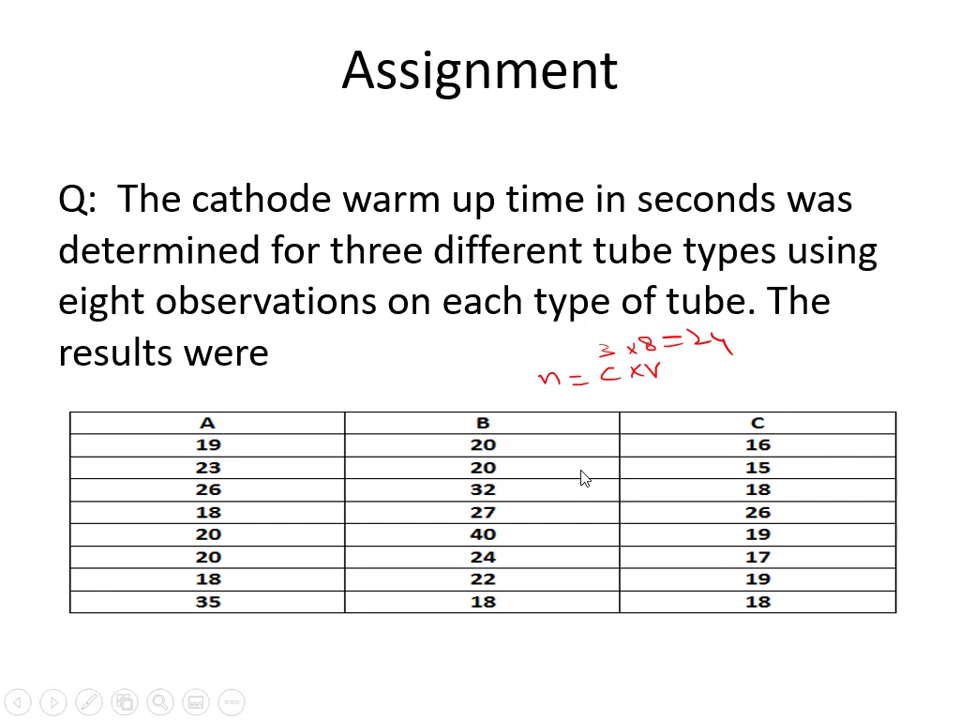 Assignment
Q: The cathode warm up time in seconds was
determined for three different tube types using
eight observations on each type of tube. The
results were
3 x 8 = 24
n = c x r
A B C
19 20 16
23 20 15
26 32 18
18 27 26
20 40 19
20 24 17
18 22 19
35 18 18